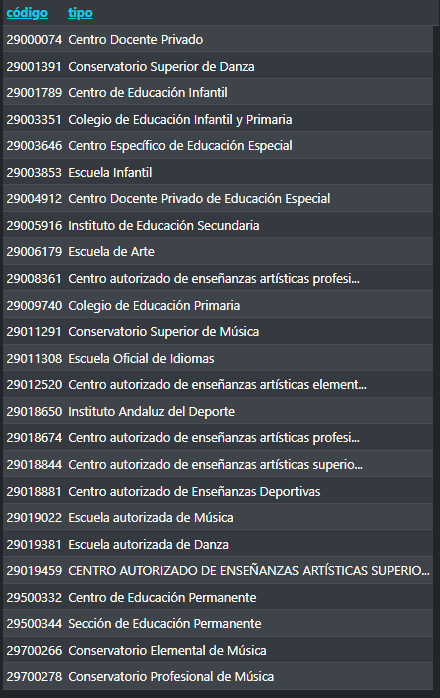 código tipo
29000074 Centro Docente Privado
29001391 Conservatorio Superior de Danza
29001789 Centro de Educación Infantil
29003351 Colegio de Educación Infantil y Primaria
29003646 Centro Específico de Educación Especial
29003853 Escuela Infantil
29004912 Centro Docente Privado de Educación Especial
29005916 Instituto de Educación Secundaria
29006179 Escuela de Arte
29008361 Centro autorizado de enseñanzas artísticas profesi...
29009740 Colegio de Educación Primaria
29011291 Conservatorio Superior de Música
29011308 Escuela Oficial de Idiomas
29012520 Centro autorizado de enseñanzas artísticas element...
29018650 Instituto Andaluz del Deporte
29018674 Centro autorizado de enseñanzas artísticas profesi...
29018844 Centro autorizado de enseñanzas artísticas superio...
29018881 Centro autorizado de Enseñanzas Deportivas
29019022 Escuela autorizada de Música
29019381 Escuela autorizada de Danza
29019459 CENTRO AUTORIZADO DE ENSEÑANZAS ARTÍSTICAS SUPERIO...
29500332 Centro de Educación Permanente
29500344 Sección de Educación Permanente
29700266 Conservatorio Elemental de Música
29700278 Conservatorio Profesional de Música